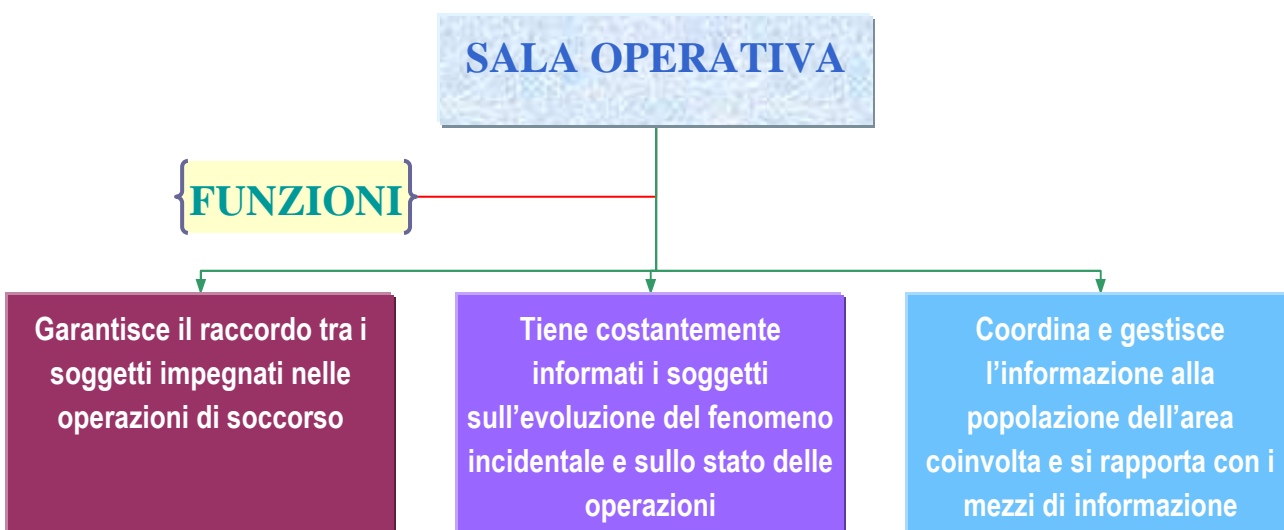 SALA OPERATIVA
FUNZIONI
Garantisce il raccordo tra i
soggetti impegnati nelle
operazioni di soccorso
Tiene costantemente
informati i soggetti
sull’evoluzione del fenomeno
incidentale e sullo stato delle
operazioni
Coordina e gestisce
l’informazione alla
popolazione dell’area
coinvolta e si rapporta con i
mezzi di informazione